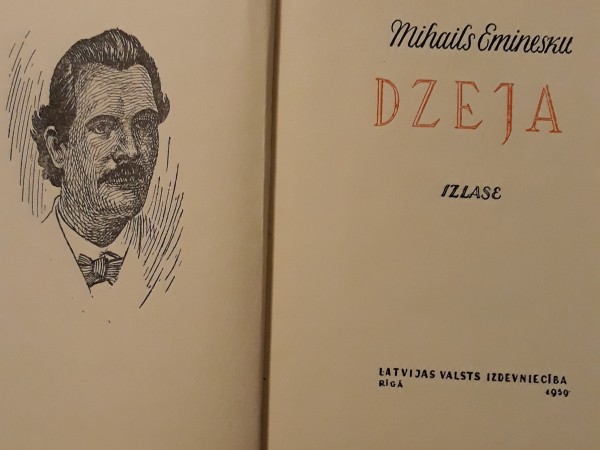 Mihails Eminesku
DZEJA
IZLASE
LATVIJAS VALSTS IZDEVNIECĪBA
RĪGĀ 1959